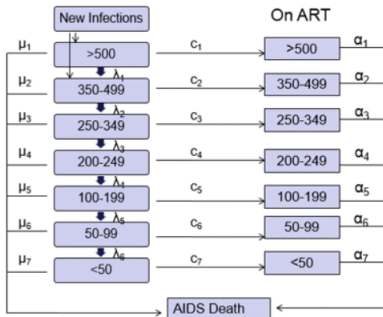 New Infections
On ART
μ1 >500 c1 >500 α1
λ1
μ2 350-499 c2 350-499 α2
λ2
μ3 250-349 c3 250-349 α3
λ3
μ4 200-249 c4 200-249 α4
λ4
μ5 100-199 c5 100-199 α5
λ5
μ6 50-99 c6 50-99 α6
λ6
μ7 <50 c7 <50 α7
AIDS Death